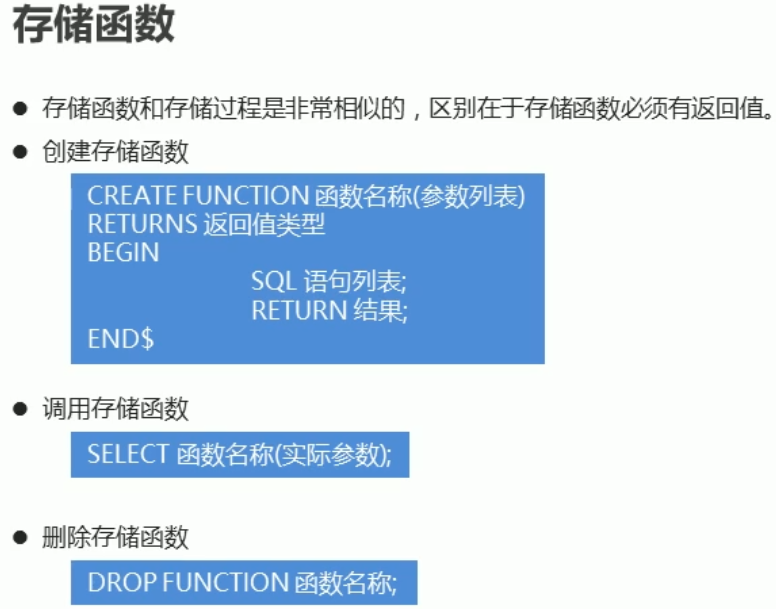 存储函数
● 存储函数和存储过程是非常相似的，区别在于存储函数必须有返回值。
● 创建存储函数
CREATE FUNCTION 函数名称(参数列表)
RETURNS 返回值类型
BEGIN
SQL 语句列表;
RETURN 结果;
END$
● 调用存储函数
SELECT 函数名称(实际参数);
● 删除存储函数
DROP FUNCTION 函数名称;